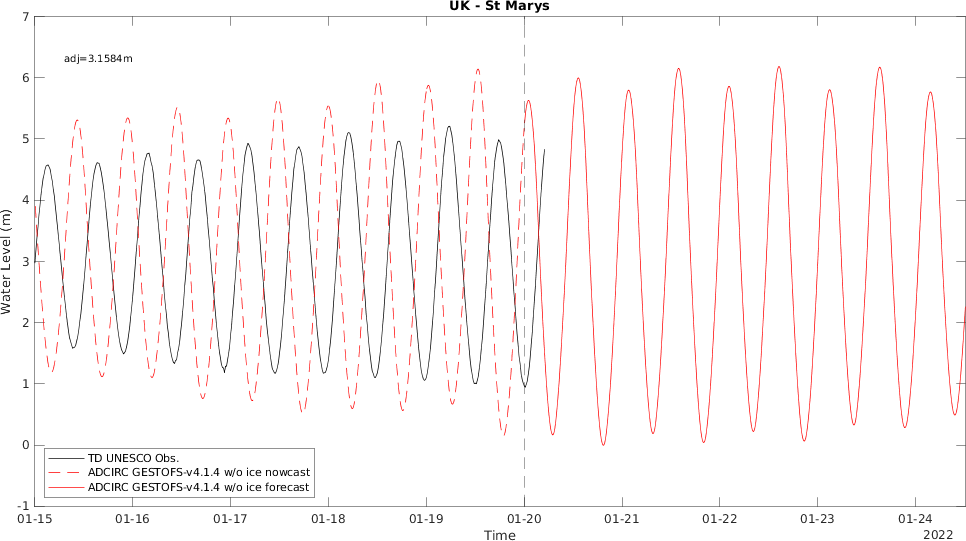 UK - St Marys
7
adj=3.1584m
6
5
4
3
2
1
0
-1
Water Level (m)
TD UNESCO Obs.
ADCIRC GESTOFS-v4.1.4 w/o ice nowcast
ADCIRC GESTOFS-v4.1.4 w/o ice forecast
01-15 01-16 01-17 01-18 01-19 01-20 01-21 01-22 01-23 01-24
Time
2022